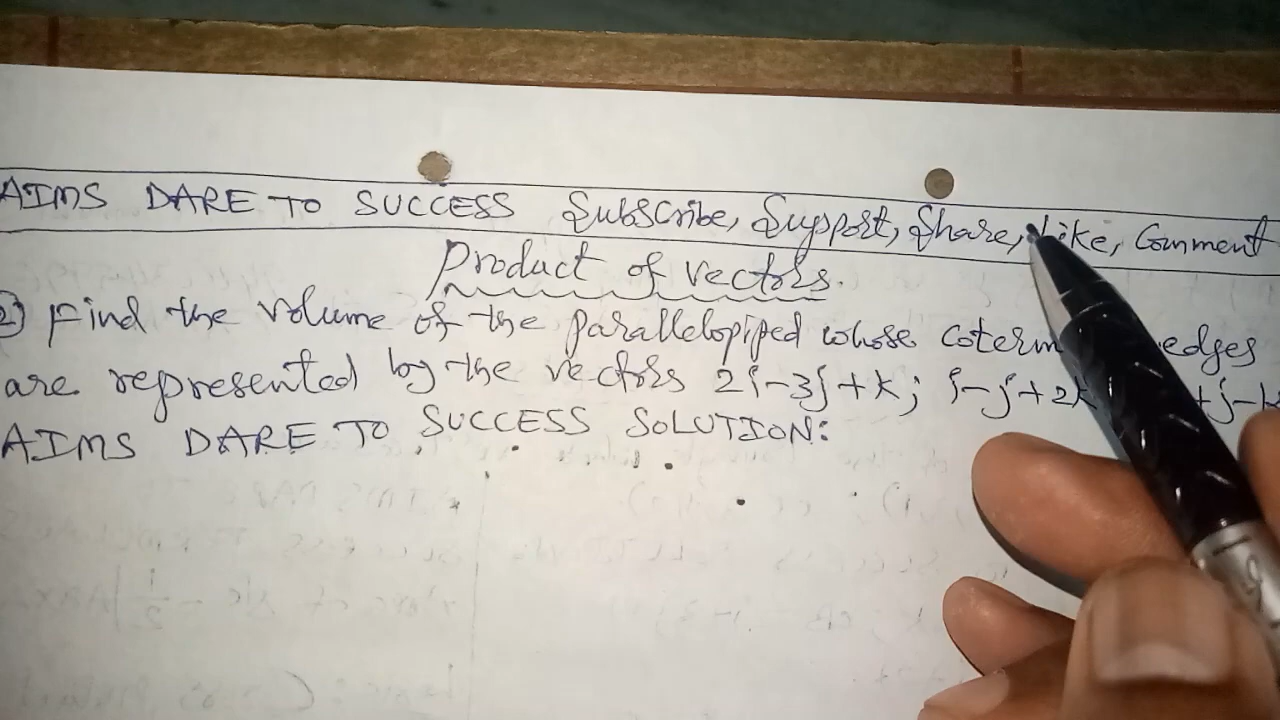 AIMS DARE TO SUCCESS Subscribe, Support, Share, Like, Comment
Product of vectors.
2) Find the volume of the parallelopiped whose coterm edges
are represented by the vectors 2i-3j+k; i-j+2k +j-k
AIMS DARE TO SUCCESS SOLUTION: